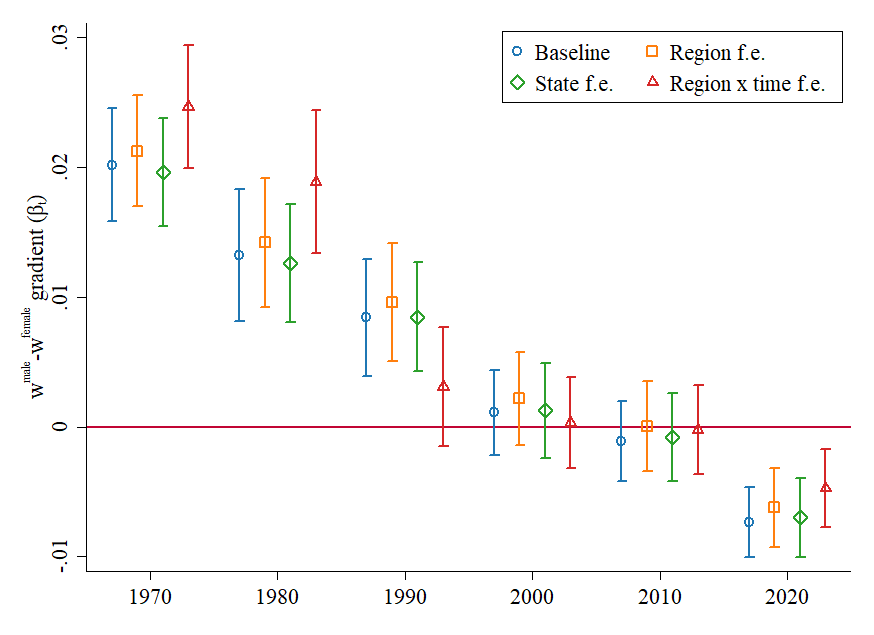 .03
.02
.01
0
-.01
w^male-w^female gradient (βt)
Baseline
Region f.e.
State f.e.
Region x time f.e.
1970
1980
1990
2000
2010
2020